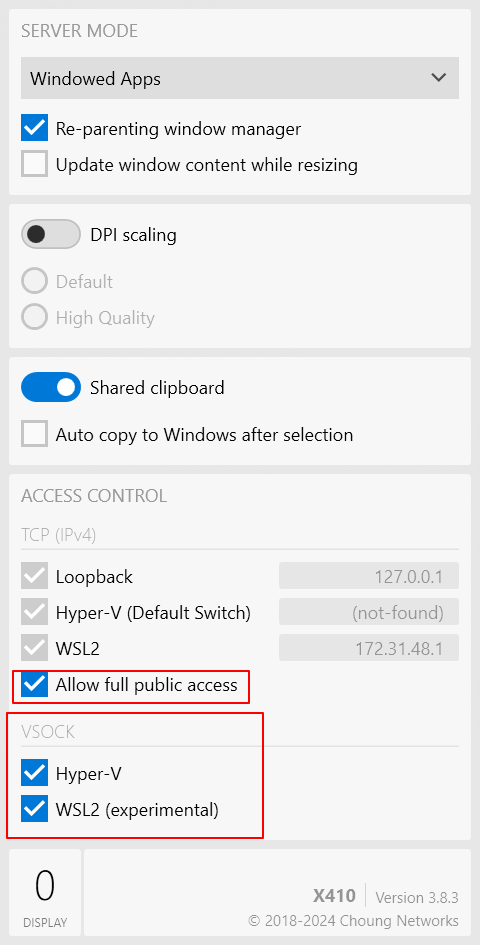 SERVER MODE
Windowed Apps
Re-parenting window manager
Update window content while resizing
DPI scaling
Default
High Quality
Shared clipboard
Auto copy to Windows after selection
ACCESS CONTROL
TCP (IPv4)
Loopback 127.0.0.1
Hyper-V (Default Switch) (not-found)
WSL2 172.31.48.1
Allow full public access
VSOCK
Hyper-V
WSL2 (experimental)
0
DISPLAY
X410 Version 3.8.3
© 2018-2024 Choung Networks